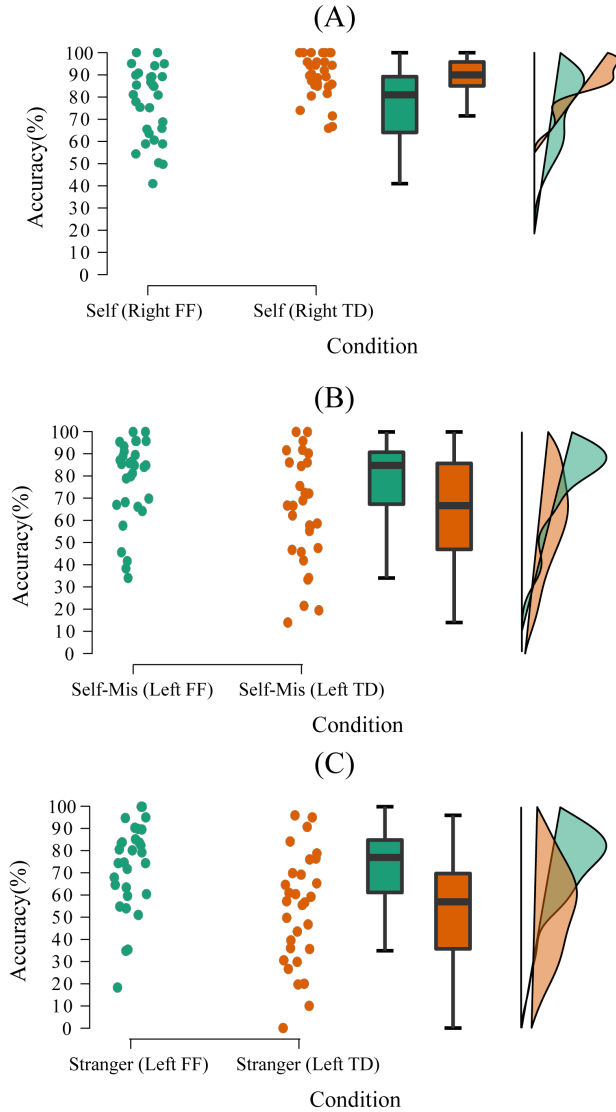 (A)
Accuracy(%)
100
90
80
70
60
50
40
30
20
10
0
Self (Right FF)
Self (Right TD)
Condition
(B)
Accuracy(%)
100
90
80
70
60
50
40
30
20
10
0
Self-Mis (Left FF)
Self-Mis (Left TD)
Condition
(C)
Accuracy(%)
100
90
80
70
60
50
40
30
20
10
0
Stranger (Left FF)
Stranger (Left TD)
Condition